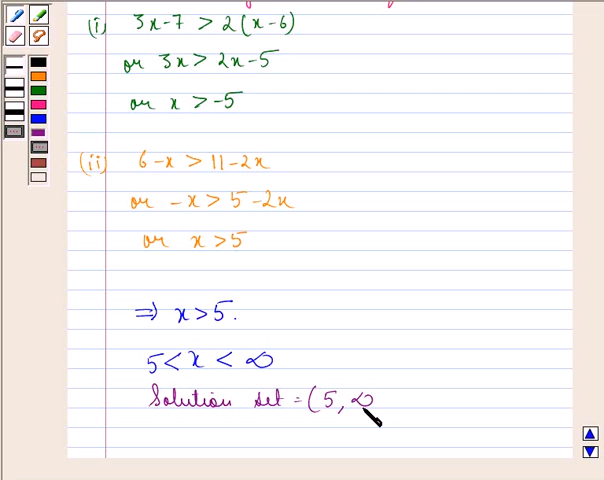 (i) 3x-7 > 2(x-6)
or 3x > 2x-5
or x > -5
(ii) 6-x > 11-2x
or -x > 5-2x
or x > 5
⇒ x > 5.
5 < x < ∞
Solution set = (5, ∞